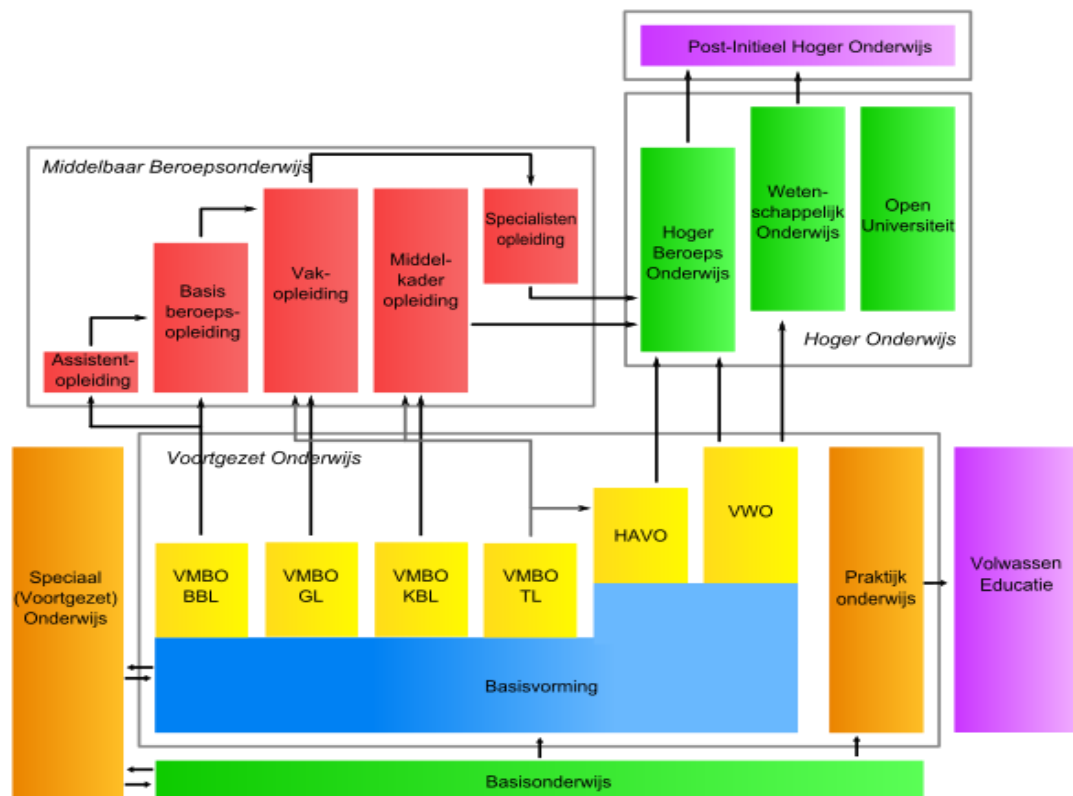 Post-Initieel Hoger Onderwijs
Middelbaar Beroepsonderwijs
Assistent-
opleiding
Basis
beroeps-
opleiding
Vak-
opleiding
Middel-
kader
opleiding
Specialisten
opleiding
Hoger
Beroeps
Onderwijs
Weten-
schappelijk
Onderwijs
Open
Universiteit
Hoger Onderwijs
Voortgezet Onderwijs
Speciaal
(Voortgezet)
Onderwijs
VMBO
BBL
VMBO
GL
VMBO
KBL
VMBO
TL
HAVO
VWO
Praktijk
onderwijs
Volwassen
Educatie
Basisvorming
Basisonderwijs